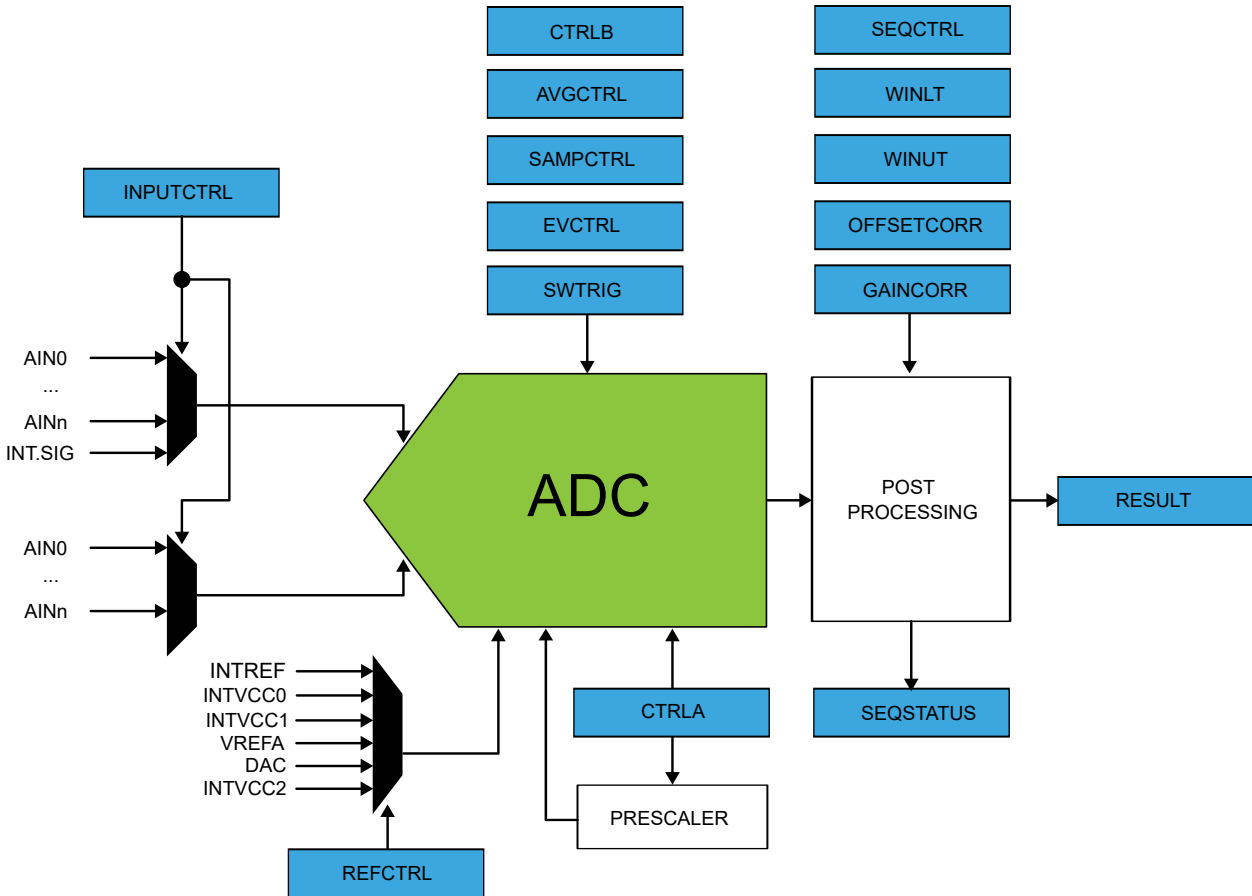 CTRLB
SEQCTRL
AVGCTRL
WINLT
SAMPCTRL
WINUT
INPUTCTRL
EVCTRL
OFFSETCORR
SWTRIG
GAINCORR
AIN0
...
AINn
INT.SIG
ADC
POST
PROCESSING
RESULT
AIN0
...
AINn
INTREF
INTVCC0
INTVCC1
VREFA
DAC
INTVCC2
CTRLA
SEQSTATUS
PRESCALER
REFCTRL